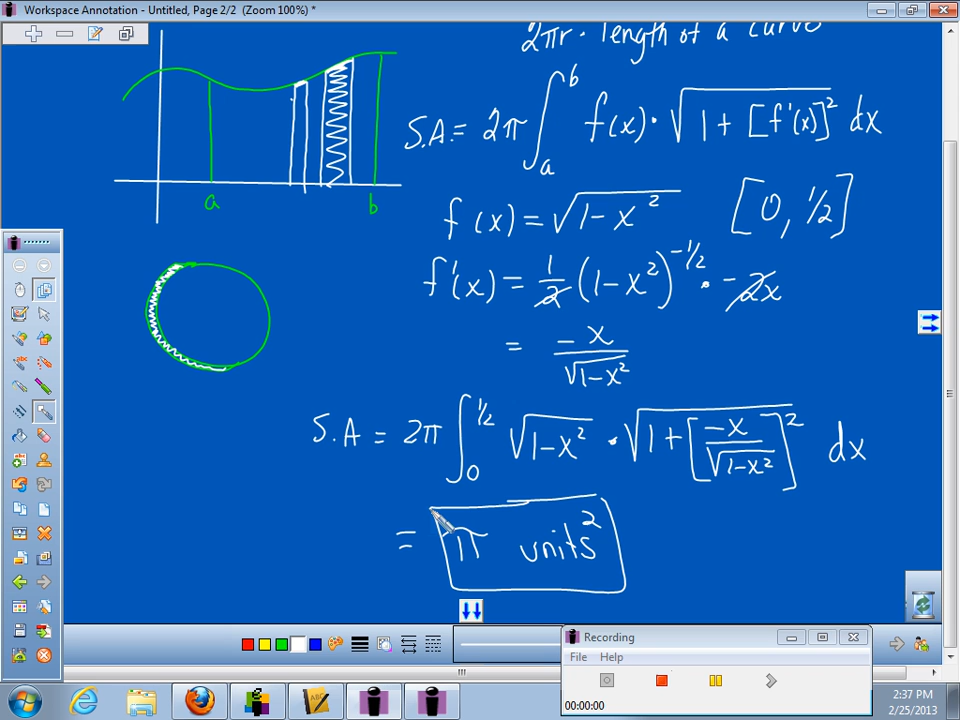 Workspace Annotation - Untitled, Page 2/2 (Zoom 100%) *
2πr · length of a curve
S.A. = 2π ∫ₐᵇ f(x) · √(1 + [f'(x)]²) dx
a b
f(x) = √(1-x²) [0, 1/2]
f'(x) = 1/2 (1-x²)^(-1/2) · -2x
= -x/√(1-x²)
S.A = 2π ∫₀^(1/2) √(1-x²) · √(1 + [-x/√(1-x²)]²) dx
= π units²
Recording
File Help
00:00:00
2:37 PM
2/25/2013